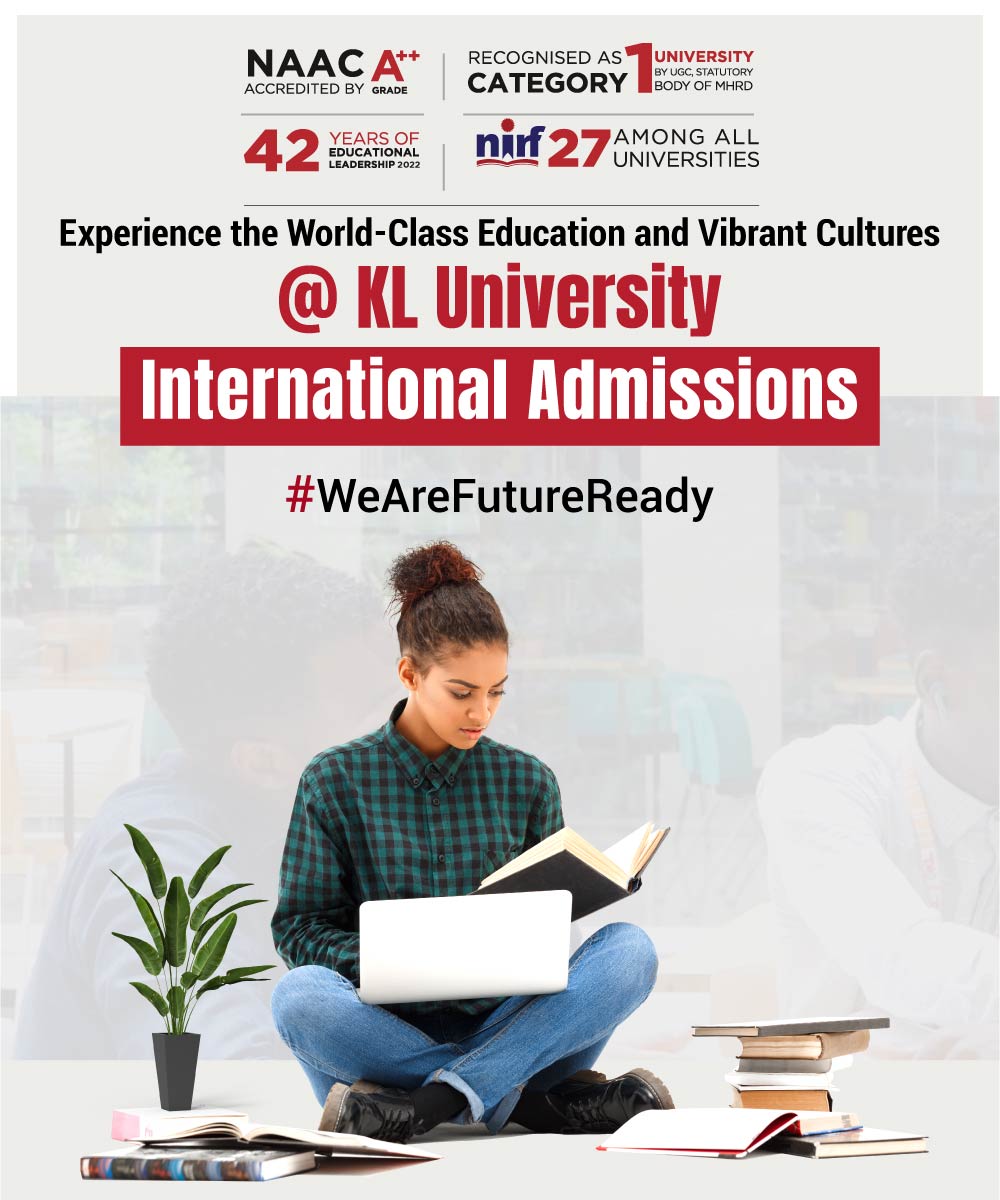 NAAC A++
ACCREDITED BY GRADE
RECOGNISED AS
CATEGORY 1
UNIVERSITY
BY UGC, STATUTORY
BODY OF MHRD
42 YEARS OF
EDUCATIONAL
LEADERSHIP 2022
nirf 27 AMONG ALL
UNIVERSITIES
Experience the World-Class Education and Vibrant Cultures
@ KL University
International Admissions
#WeAreFutureReady